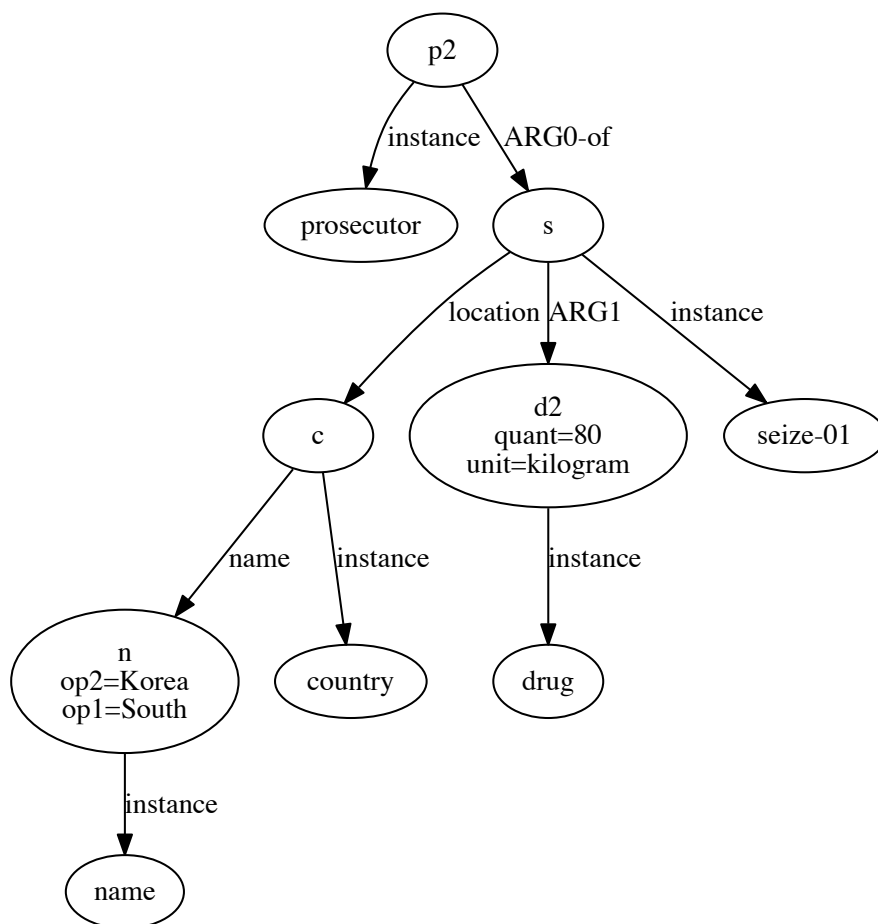 p2
instance
ARG0-of
prosecutor
s
location
ARG1
instance
c
d2
quant=80
unit=kilogram
seize-01
name
instance
instance
n
op2=Korea
op1=South
country
drug
instance
name